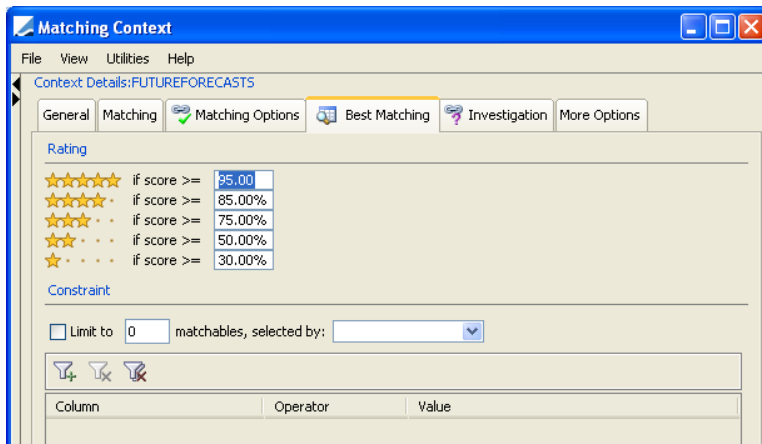 Matching Context
File View Utilities Help
Context Details:FUTUREFORECASTS
General Matching Matching Options Best Matching Investigation More Options
Rating
if score >= 95.00
if score >= 85.00%
if score >= 75.00%
if score >= 50.00%
if score >= 30.00%
Constraint
Limit to 0 matchables, selected by:
Column Operator Value